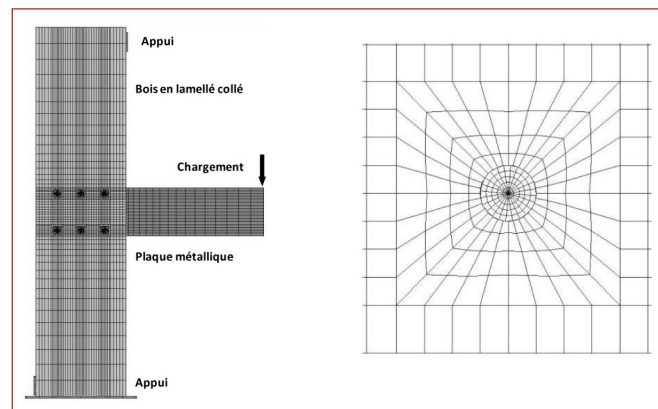 Appui
Bois en lamellé collé
Chargement
Plaque métallique
Appui